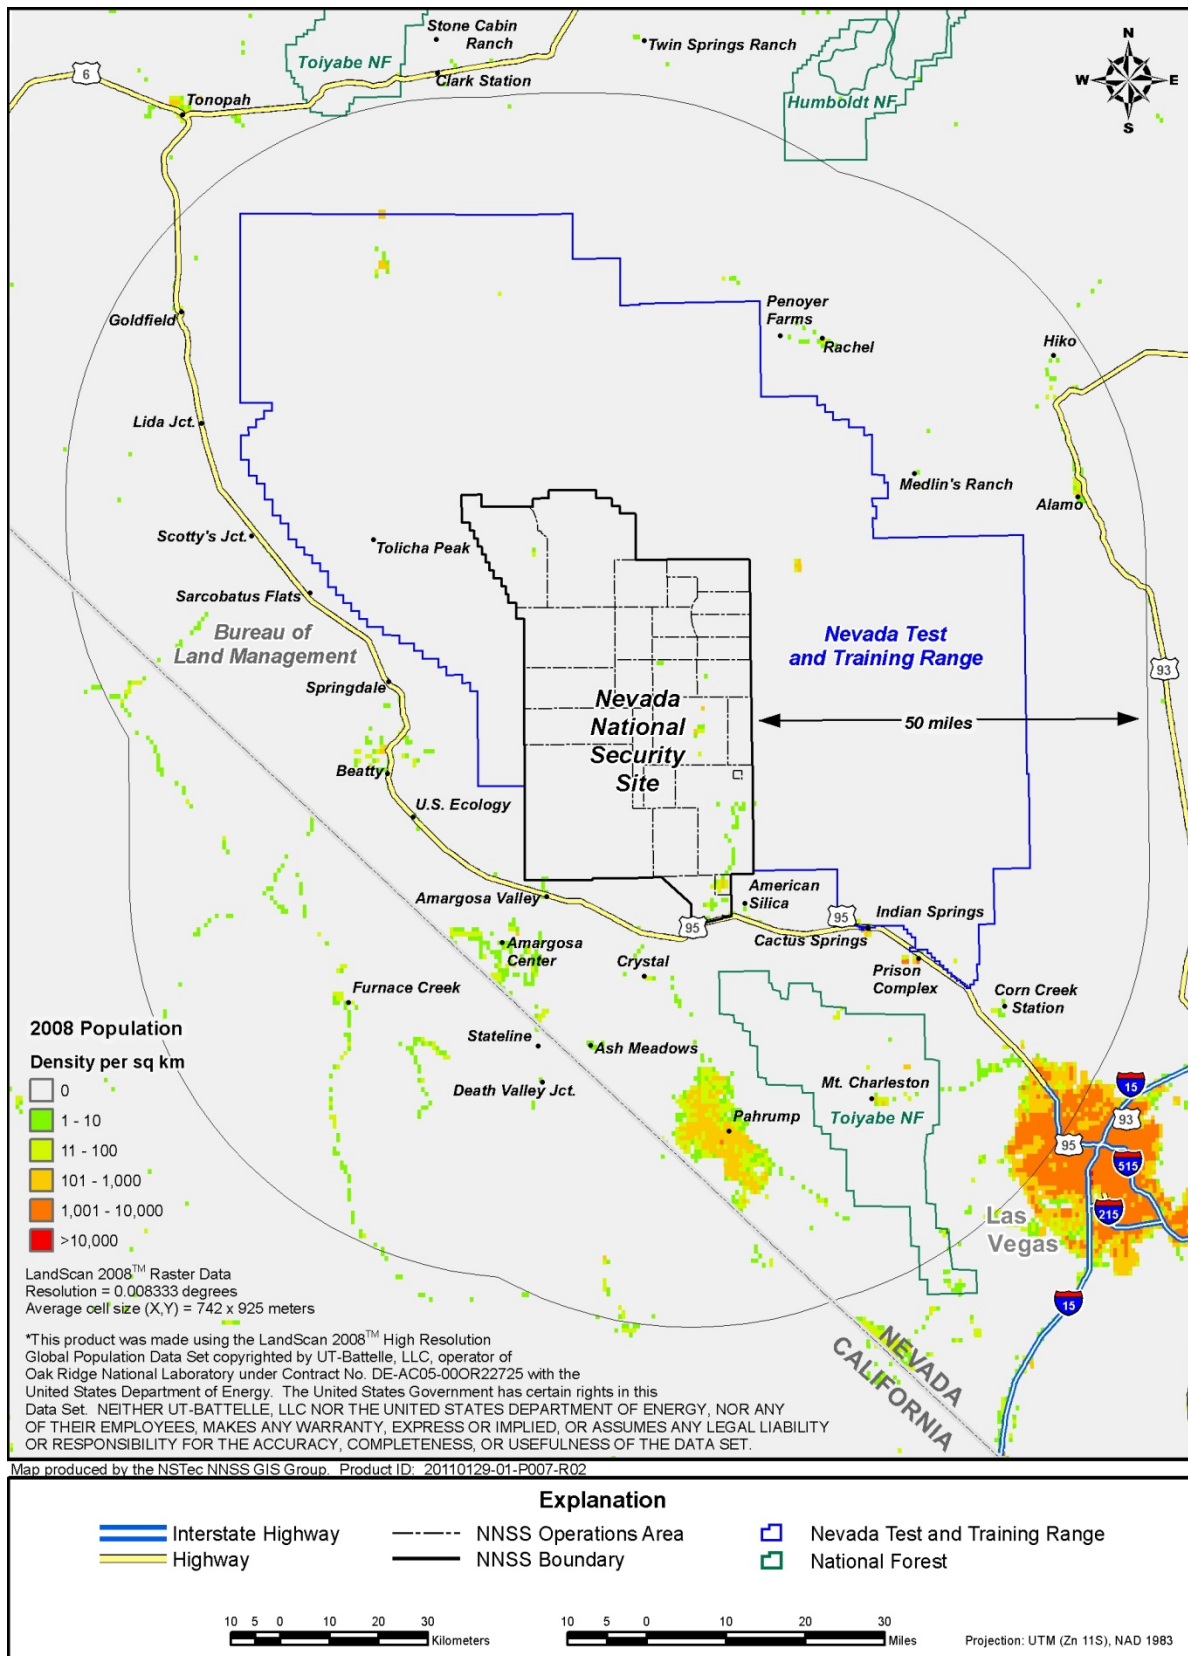 Stone Cabin
Ranch
Twin Springs Ranch
N
W E
S
Toiyabe NF
Clark Station
6
Humboldt NF
Tonopah
Penoyer
Farms
Goldfield
Rachel
Hiko
Lida Jct.
Medlin's Ranch
Alamo
Scotty's Jct.
Tolicha Peak
Sarcobatus Flats
Bureau of
Land Management
Nevada Test
and Training Range
93
Springdale
Nevada
National
Security
Site
50 miles
Beatty
U.S. Ecology
American
Silica
Amargosa Valley
95
95
Indian Springs
Cactus Springs
Amargosa
Center
Crystal
Prison
Complex
Furnace Creek
Corn Creek
Station
2008 Population
Stateline
Ash Meadows
Density per sq km
0
1 - 10
11 - 100
101 - 1,000
1,001 - 10,000
>10,000
Death Valley Jct.
Mt. Charleston
15
93
Pahrump
Toiyabe NF
95
515
215
Las
Vegas
15
LandScan 2008™ Raster Data
Resolution = 0.008333 degrees
Average cell size (X,Y) = 742 x 925 meters
NEVADA
CALIFORNIA
*This product was made using the LandScan 2008™ High Resolution
Global Population Data Set copyrighted by UT-Battelle, LLC, operator of
Oak Ridge National Laboratory under Contract No. DE-AC05-00OR22725 with the
United States Department of Energy. The United States Government has certain rights in this
Data Set. NEITHER UT-BATTELLE, LLC NOR THE UNITED STATES DEPARTMENT OF ENERGY, NOR ANY
OF THEIR EMPLOYEES, MAKES ANY WARRANTY, EXPRESS OR IMPLIED, OR ASSUMES ANY LEGAL LIABILITY
OR RESPONSIBILITY FOR THE ACCURACY, COMPLETENESS, OR USEFULNESS OF THE DATA SET.
Map produced by the NSTec NNSS GIS Group. Product ID: 20110129-01-P007-R02
Explanation
Interstate Highway
NNSS Operations Area
Nevada Test and Training Range
Highway
NNSS Boundary
National Forest
10 5 0 10 20 30
Kilometers
10 5 0 10 20 30
Miles
Projection: UTM (Zn 11S), NAD 1983